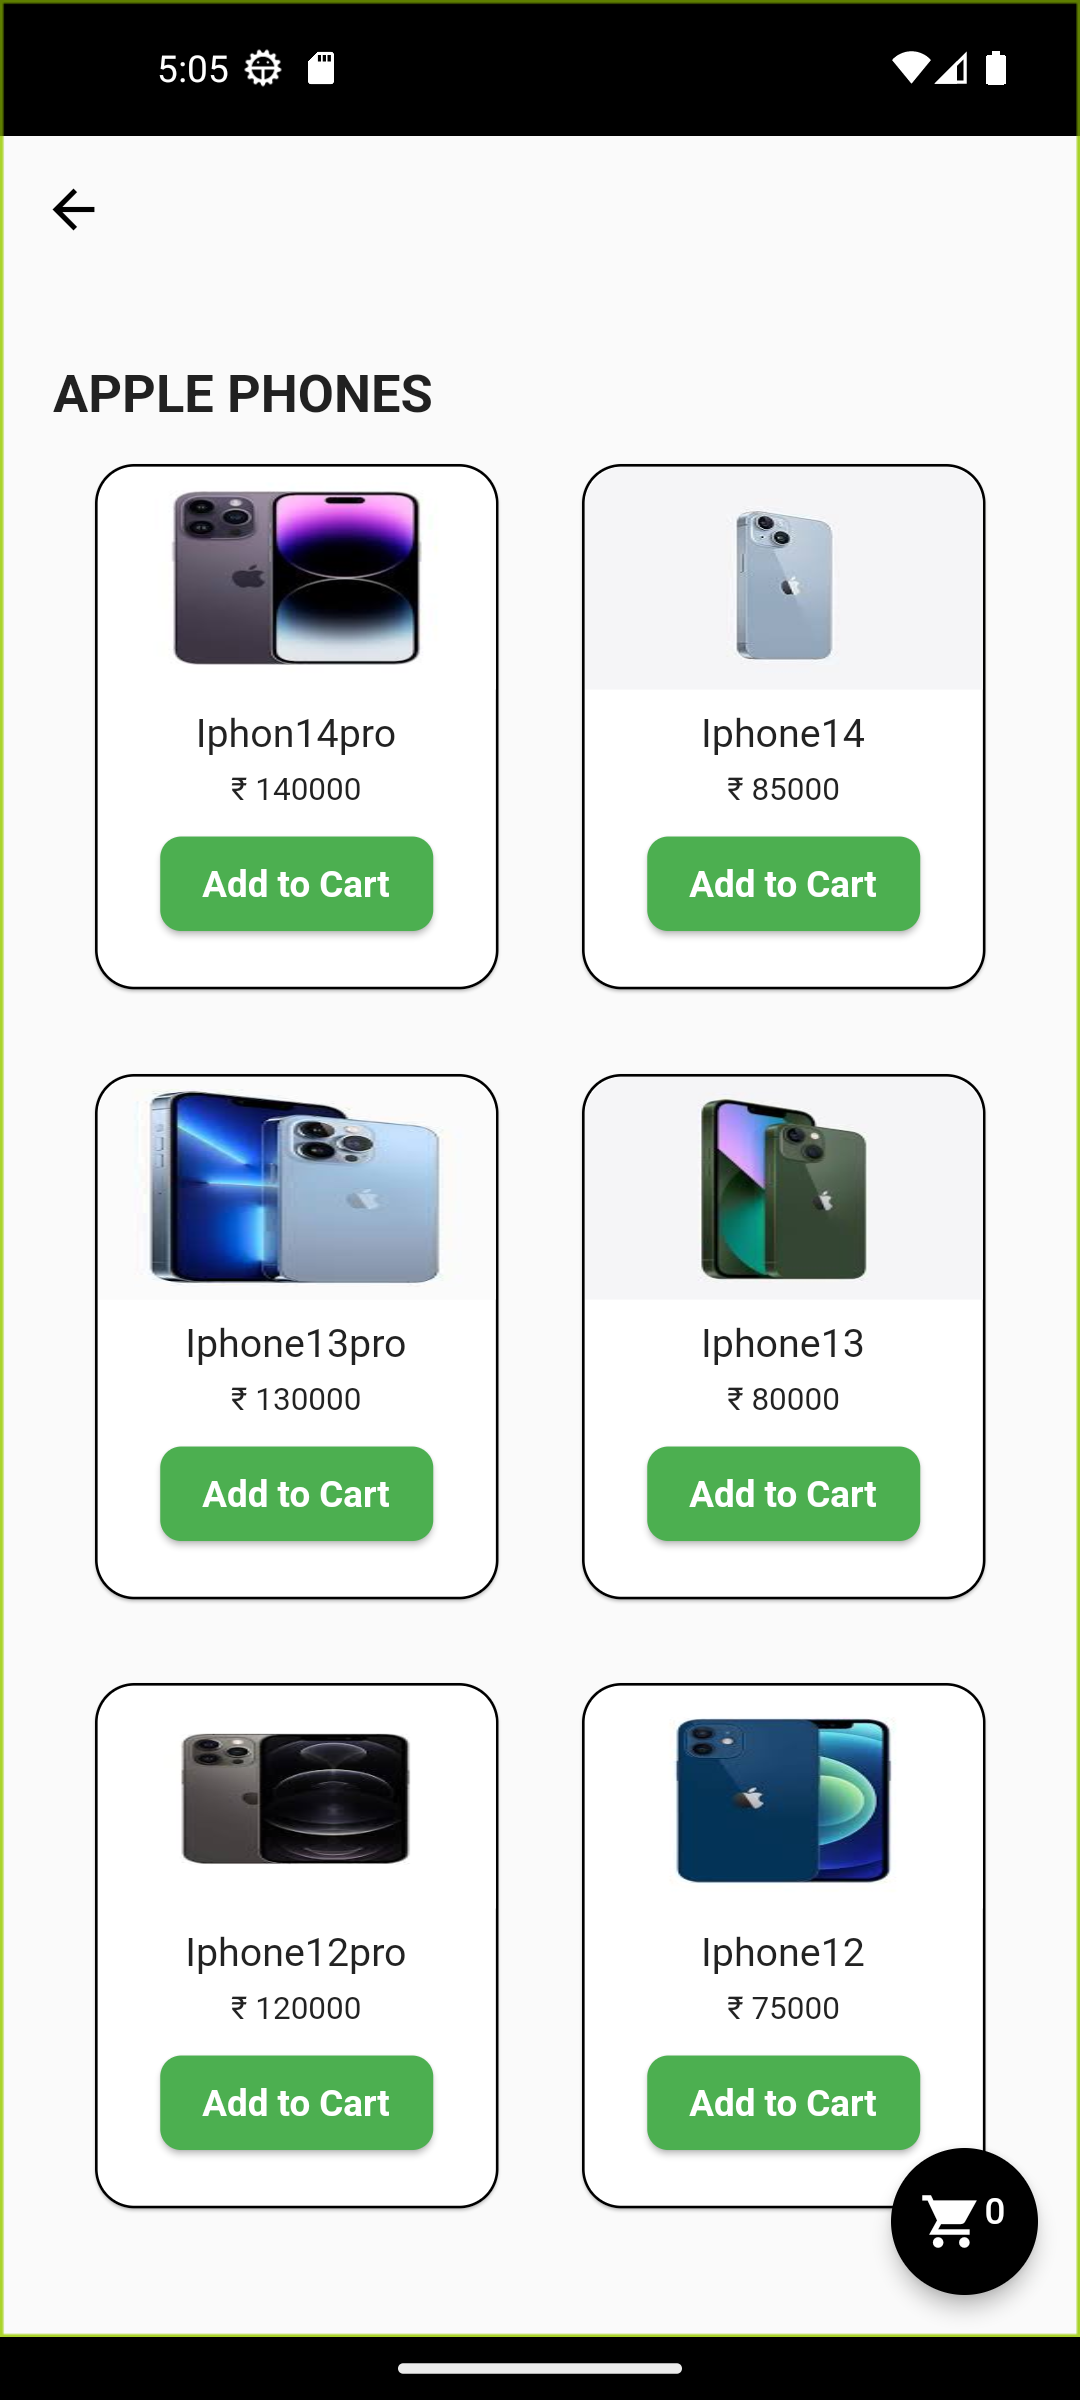 5:05
APPLE PHONES
Iphon14pro
₹ 140000
Add to Cart
Iphone14
₹ 85000
Add to Cart
Iphone13pro
₹ 130000
Add to Cart
Iphone13
₹ 80000
Add to Cart
Iphone12pro
₹ 120000
Add to Cart
Iphone12
₹ 75000
Add to Cart
0